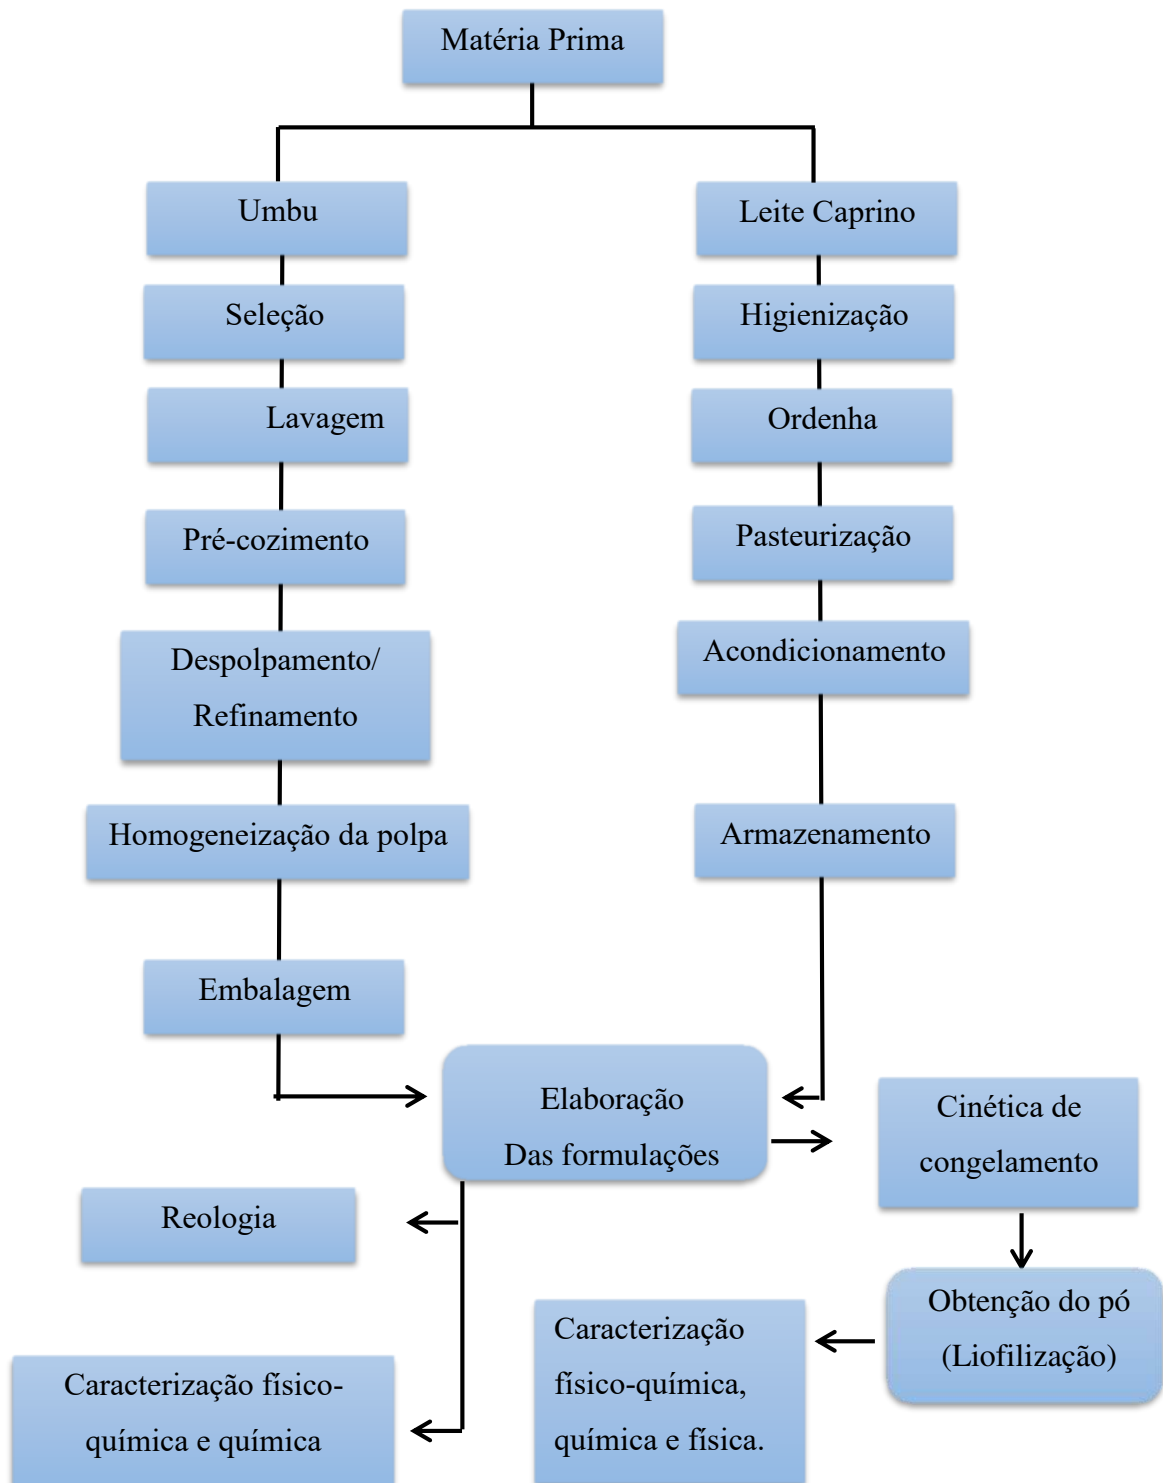 Matéria Prima
Umbu
Leite Caprino
Seleção
Higienização
Lavagem
Ordenha
Pré-cozimento
Pasteurização
Despolpamento/
Refinamento
Acondicionamento
Homogeneização da polpa
Armazenamento
Embalagem
Elaboração
Das formulações
Cinética de
congelamento
Reologia
Obtenção do pó
(Liofilização)
Caracterização
físico-química,
química e física.
Caracterização físico-
química e química